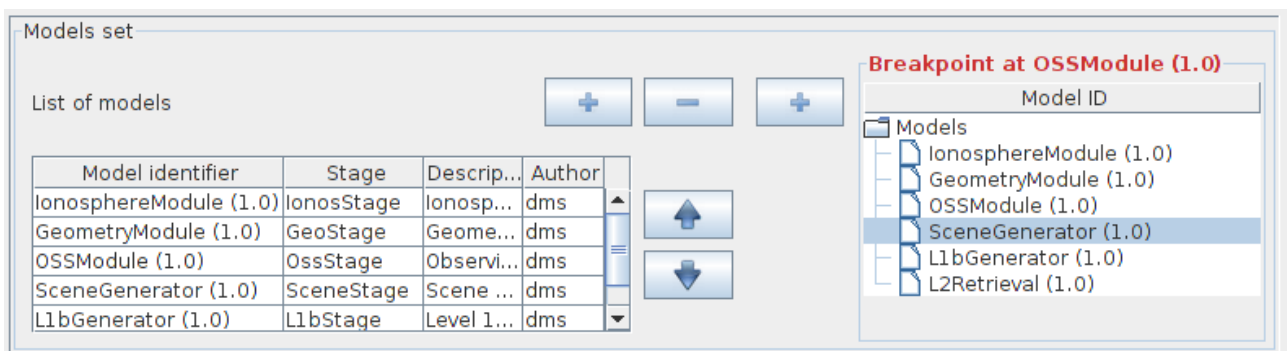 Models set
List of models
Model identifier Stage Descrip... Author
IonosphereModule (1.0) IonosStage Ionosp... dms
GeometryModule (1.0) GeoStage Geome... dms
OSSModule (1.0) OssStage Observi... dms
SceneGenerator (1.0) SceneStage Scene ... dms
L1bGenerator (1.0) L1bStage Level 1... dms
Breakpoint at OSSModule (1.0)
Model ID
Models
IonosphereModule (1.0)
GeometryModule (1.0)
OSSModule (1.0)
SceneGenerator (1.0)
L1bGenerator (1.0)
L2Retrieval (1.0)